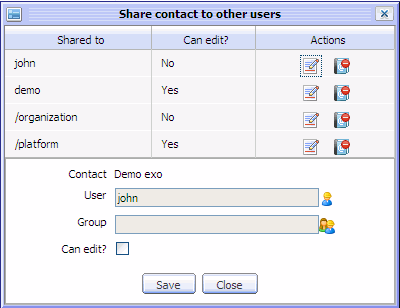 Share contact to other users
Shared to Can edit? Actions
john No
demo Yes
/organization No
/platform Yes
Contact Demo exo
User john
Group
Can edit?
Save Close